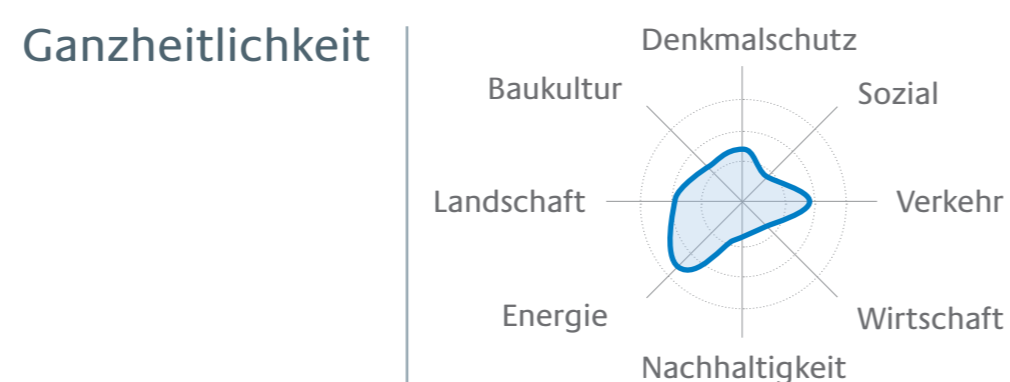 Ganzheitlichkeit
Denkmalschutz
Baukultur
Sozial
Landschaft
Verkehr
Energie
Wirtschaft
Nachhaltigkeit